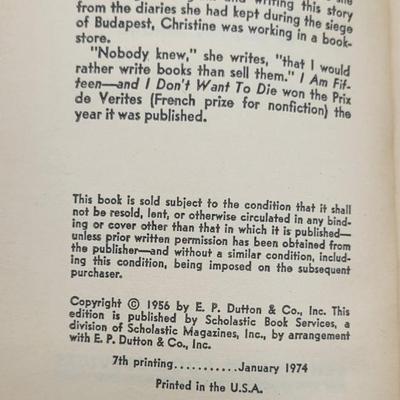 writing this story
from the diaries she had kept during the siege
of Budapest, Christine was working in a book-
store.
"Nobody knew," she writes, "that I would
rather write books than sell them." I Am Fif-
teen—and I Don't Want To Die won the Prix
de Verites (French prize for nonfiction) the
year it was published.
This book is sold subject to the condition that it shall
not be resold, lent, or otherwise circulated in any bind-
ing or cover other than that in which it is published—
unless prior written permission has been obtained from
the publisher—and without a similar condition, includ-
ing this condition, being imposed on the subsequent
purchaser.
Copyright © 1956 by E. P. Dutton & Co., Inc. This
edition is published by Scholastic Book Services, a
division of Scholastic Magazines, Inc., by arrangement
with E. P. Dutton & Co., Inc.
7th printing...........January 1974
Printed in the U.S.A.